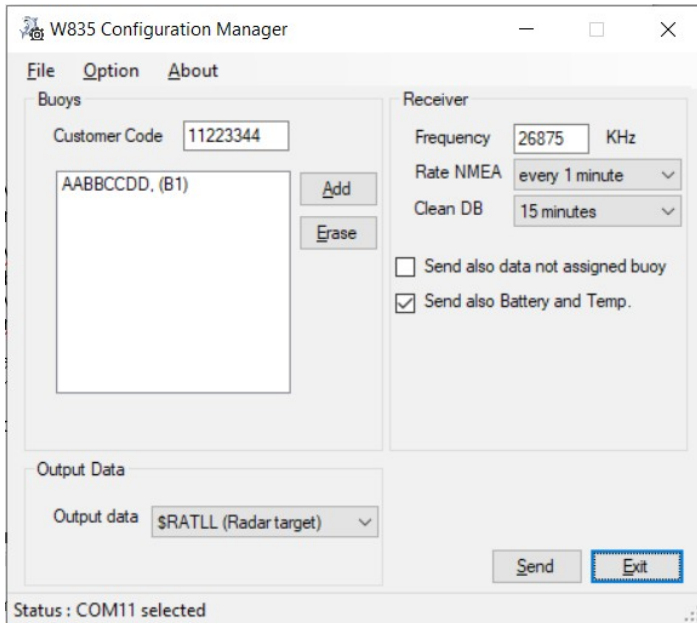 W835 Configuration Manager
File Option About
Buoys
Customer Code 11223344
AABBCCDD, (B1)
Add
Erase
Receiver
Frequency 26875 KHz
Rate NMEA every 1 minute
Clean DB 15 minutes
Send also data not assigned buoy
Send also Battery and Temp.
Output Data
Output data $RATLL (Radar target)
Send Exit
Status : COM11 selected